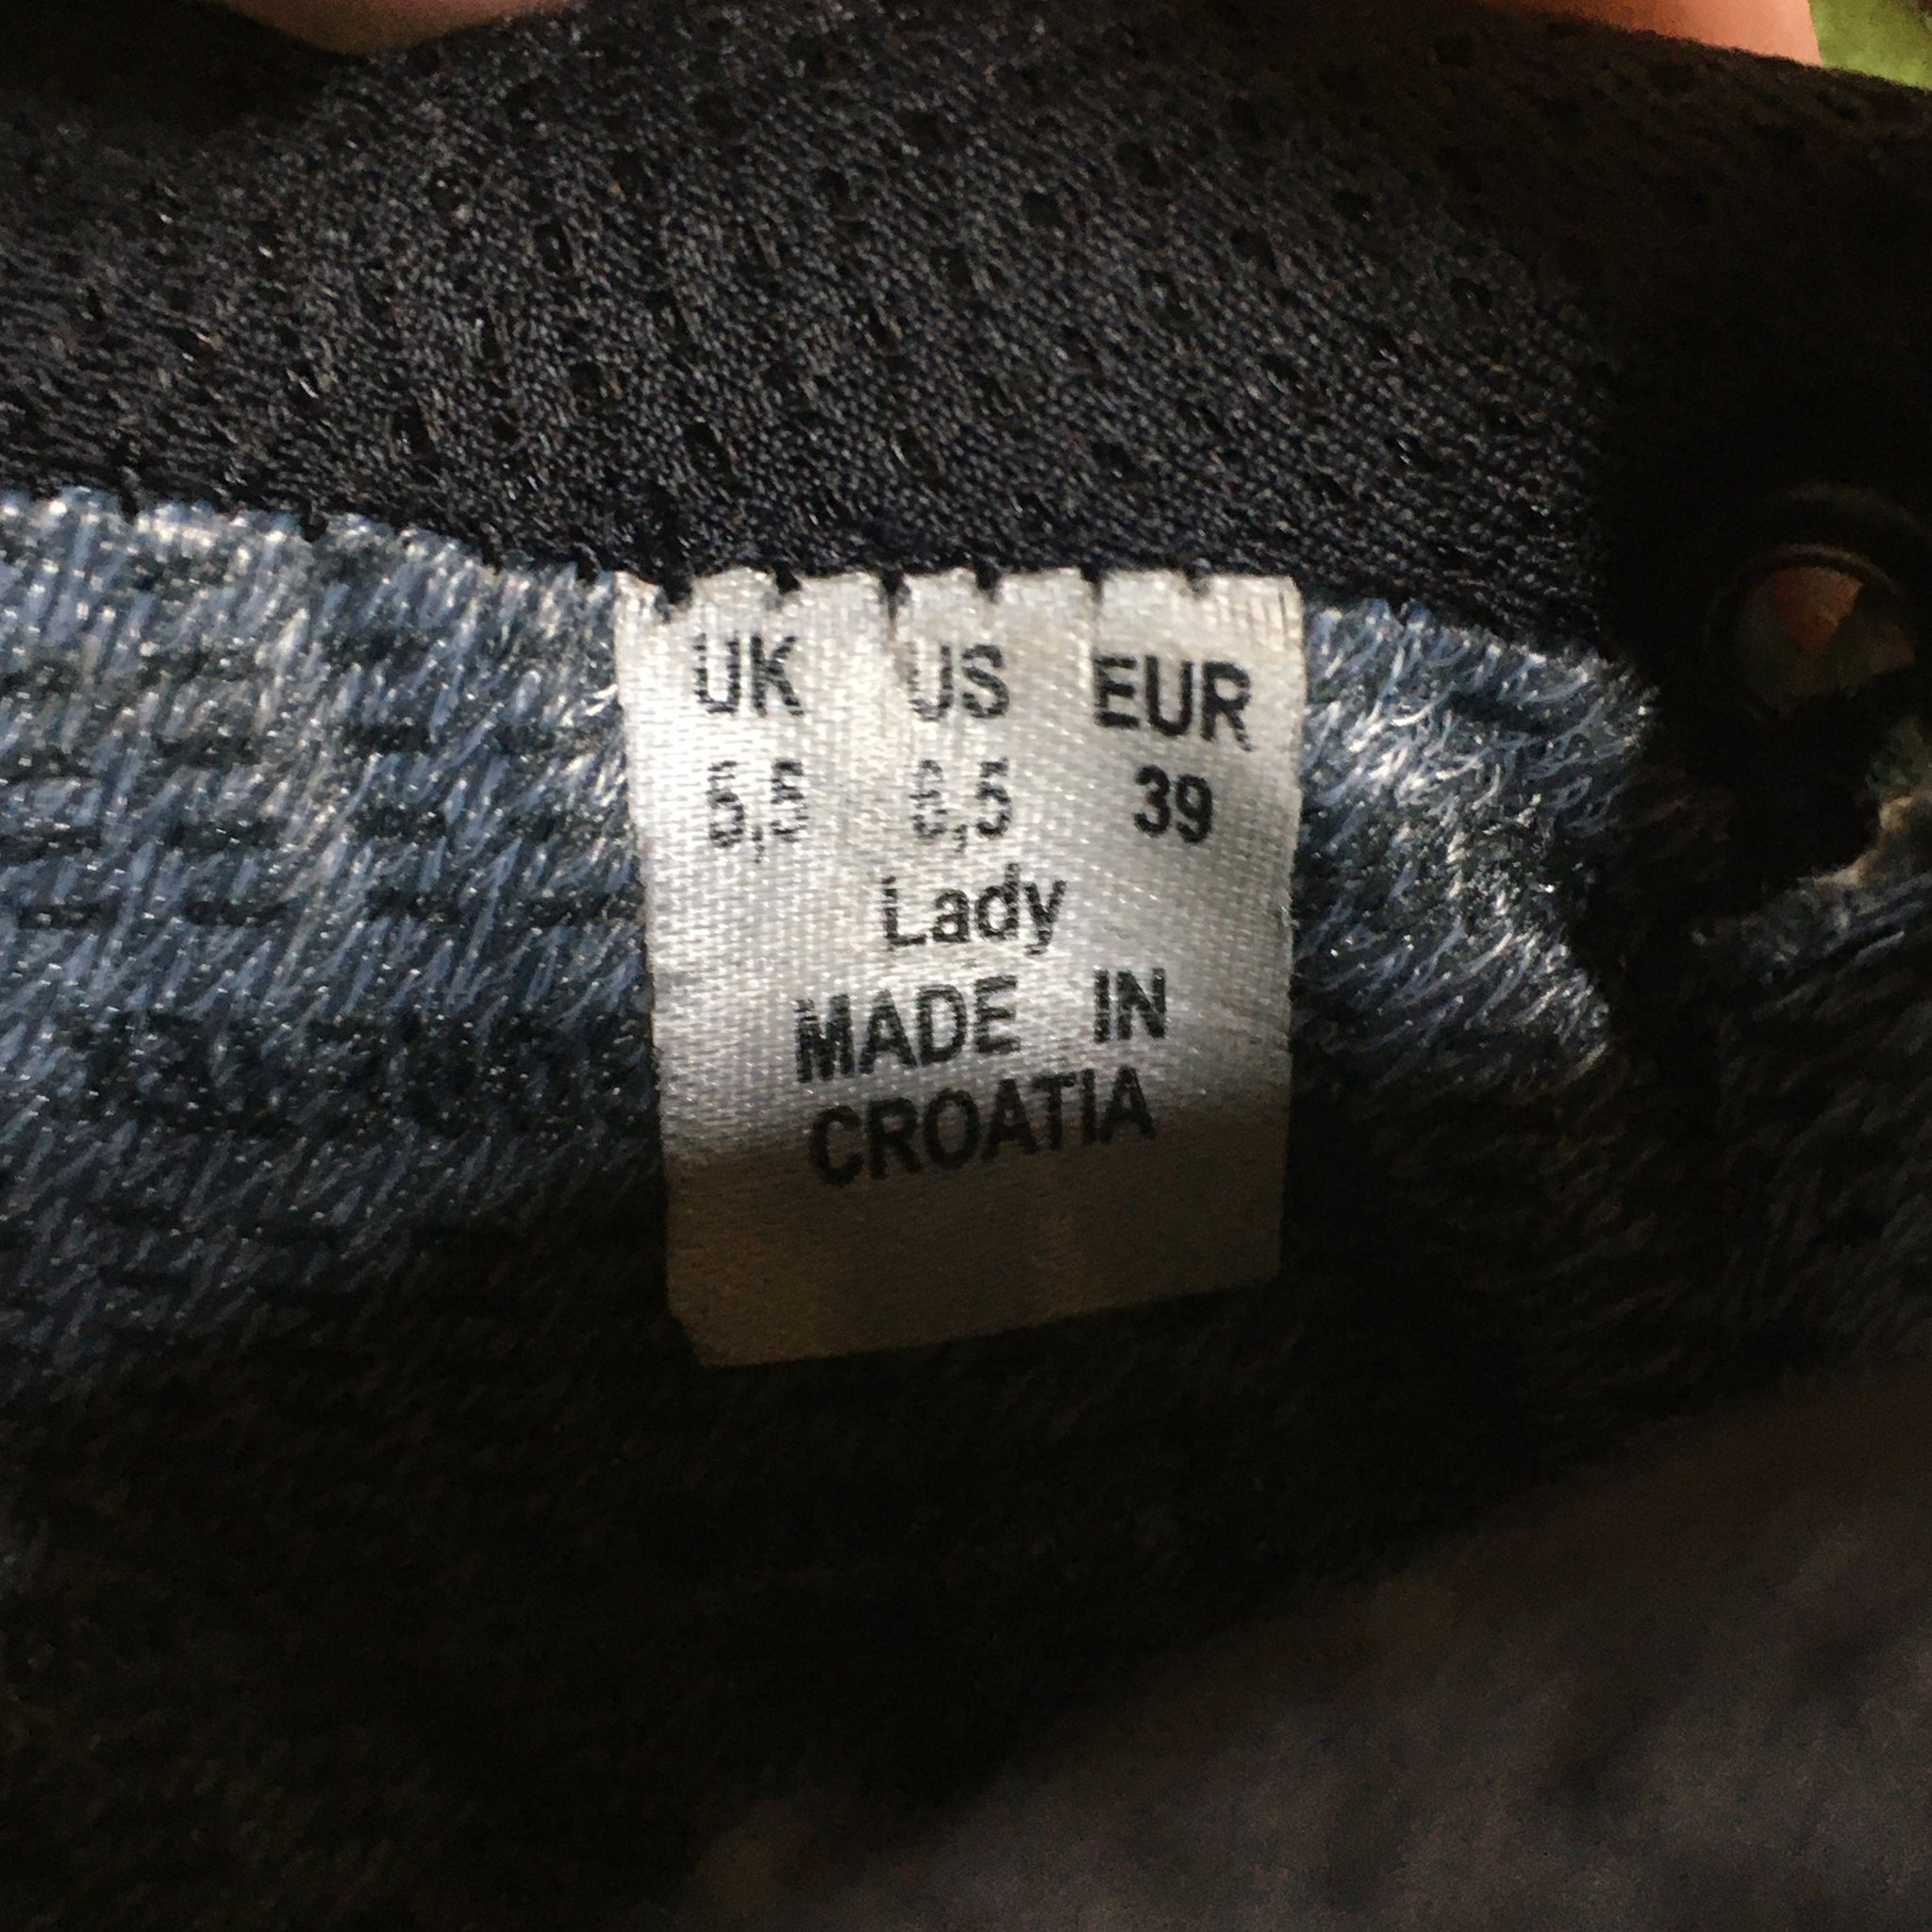 UK US EUR
39
Lady
MADE IN
CROATIA